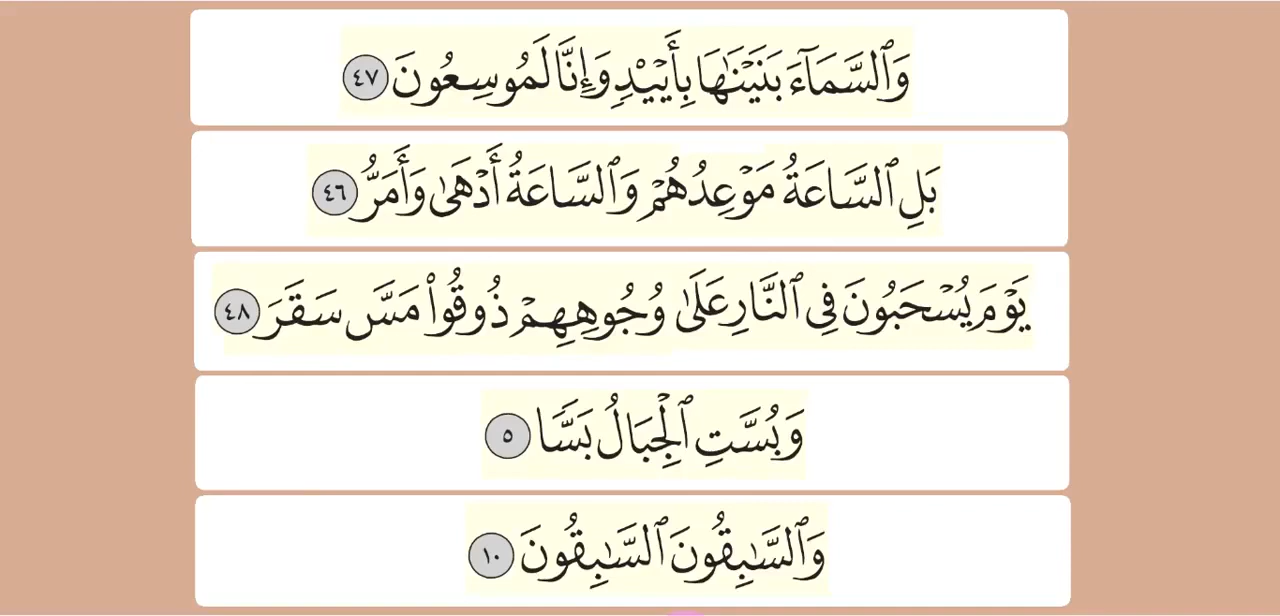 وَٱلسَّمَآءَ بَنَيْنَٰهَا بِأَيْيْدٍ وَإِنَّا لَمُوسِعُونَ ٤٧
بَلِ ٱلسَّاعَةُ مَوْعِدُهُمْ وَٱلسَّاعَةُ أَدْهَىٰ وَأَمَرُّ ٤٦
يَوْمَ يُسْحَبُونَ فِى ٱلنَّارِ عَلَىٰ وُجُوهِهِمْ ذُوقُوا۟ مَسَّ سَقَرَ ٤٨
وَبُسَّتِ ٱلْجِبَالُ بَسًّا ٥
وَٱلسَّٰبِقُونَ ٱلسَّٰبِقُونَ ١٠